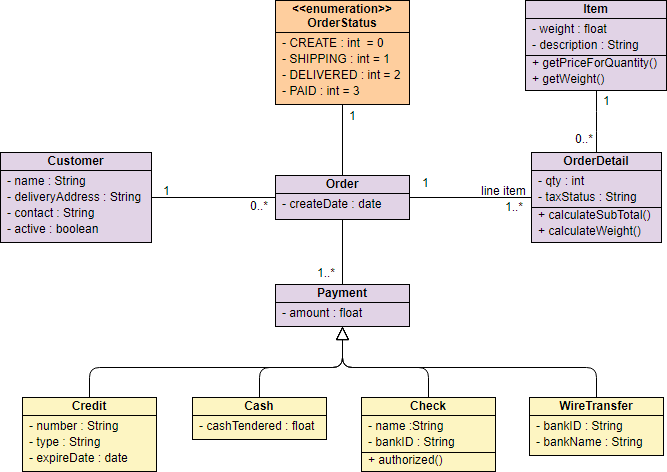 <<enumeration>>
OrderStatus
- CREATE : int  = 0
- SHIPPING : int = 1
- DELIVERED : int = 2
- PAID : int = 3
Item
- weight : float
- description : String
+ getPriceForQuantity()
+ getWeight()
1
1
0..*
Customer
- name : String
- deliveryAddress : String
- contact : String
- active : boolean
1
0..*
Order
- createDate : date
1
line item
1..*
OrderDetail
- qty : int
- taxStatus : String
+ calculateSubTotal()
+ calculateWeight()
1..*
Payment
- amount : float
Credit
- number : String
- type : String
- expireDate : date
Cash
- cashTendered : float
Check
- name :String
- bankID : String
+ authorized()
WireTransfer
- bankID : String
- bankName : String